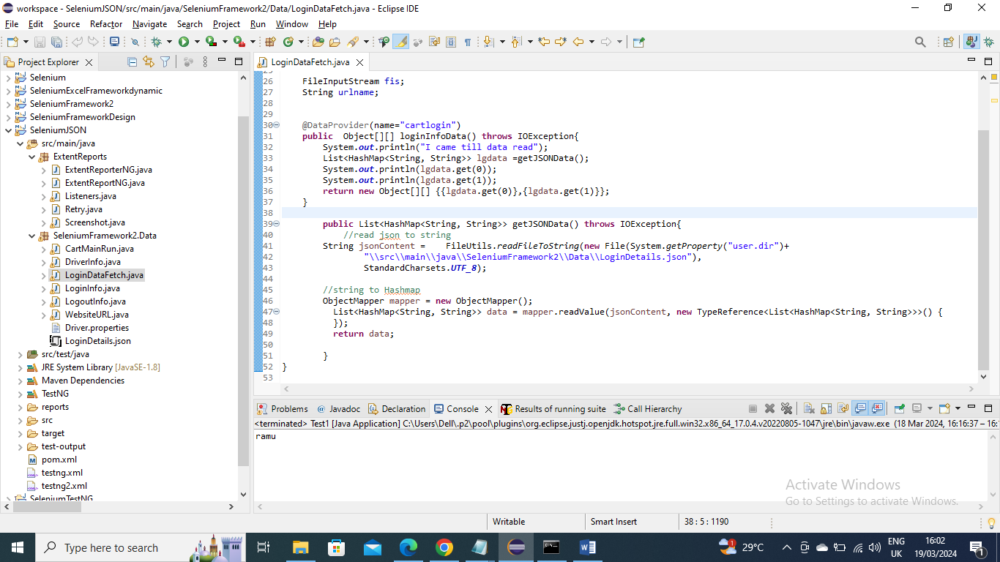 workspace - SeleniumJSON/src/main/java/SeleniumFramework2/Data/LoginDataFetch.java - Eclipse IDE
File Edit Source Refactor Navigate Search Project Run Window Help
Project Explorer
Selenium
SeleniumExcelFrameworkdynamic
SeleniumFramework2
SeleniumFrameworkDesign
SeleniumJSON
src/main/java
ExtentReports
ExtentReporterNG.java
ExtentReportNG.java
Listeners.java
Retry.java
Screenshot.java
SeleniumFramework2.Data
CartMainRun.java
DriverInfo.java
LoginDataFetch.java
LoginInfo.java
LogoutInfo.java
WebsiteURL.java
Driver.properties
LoginDetails.json
src/test/java
JRE System Library [JavaSE-1.8]
Maven Dependencies
TestNG
reports
src
target
test-output
pom.xml
testng.xml
testng2.xml
SeleniumTestNG
LoginDataFetch.java
25
26 FileInputStream fis;
27 String urlname;
28
29
30 @DataProvider(name="cartlogin")
31 public  Object[][] loginInfoData() throws IOException{
32 System.out.println("I came till data read");
33 List<HashMap<String, String>> lgdata =getJSONData();
34 System.out.println(lgdata.get(0));
35 System.out.println(lgdata.get(1));
36 return new Object[][] {{lgdata.get(0)},{lgdata.get(1)}};
37 }
38
39 public List<HashMap<String, String>> getJSONData() throws IOException{
40 //read json to string
41 String jsonContent =    FileUtils.readFileToString(new File(System.getProperty("user.dir")+
42 "\\src\\main\\java\\SeleniumFramework2\\Data\\LoginDetails.json"),
43 StandardCharsets.UTF_8);
44
45 //string to Hashmap
46 ObjectMapper mapper = new ObjectMapper();
47 List<HashMap<String, String>> data = mapper.readValue(jsonContent, new TypeReference<List<HashMap<String, String>>>() {
48 });
49 return data;
50
51 }
52 }
53
Problems @ Javadoc Declaration Console Results of running suite Call Hierarchy
<terminated> Test1 [Java Application] C:\Users\Dell\.p2\pool\plugins\org.eclipse.justj.openjdk.hotspot.jre.full.win32.x86_64_17.0.4.v20220805-1047\jre\bin\javaw.exe (18 Mar 2024, 16:16:37 – 16:
ramu
Activate Windows
Go to Settings to activate Windows.
Writable Smart Insert 38 : 5 : 1190
Type here to search
1
29°C
ENG
UK
16:02
19/03/2024
1